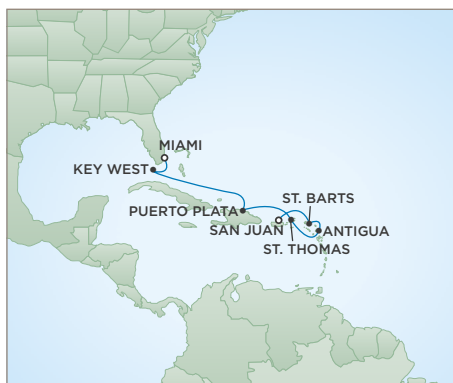 MIAMI
KEY WEST
ST. BARTS
PUERTO PLATA
SAN JUAN
ANTIGUA
ST. THOMAS